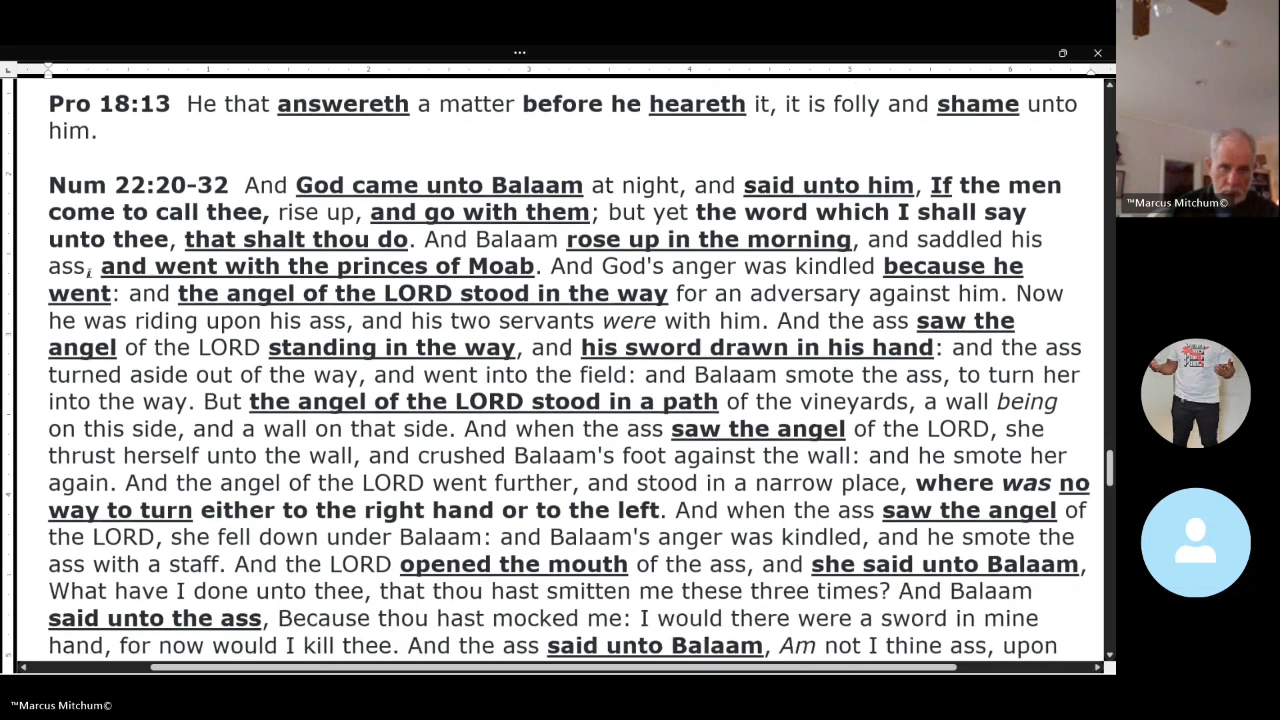 Pro 18:13  He that answereth a matter before he heareth it, it is folly and shame unto
him.
Num 22:20-32  And God came unto Balaam at night, and said unto him, If the men
come to call thee, rise up, and go with them; but yet the word which I shall say
unto thee, that shalt thou do. And Balaam rose up in the morning, and saddled his
ass, and went with the princes of Moab. And God's anger was kindled because he
went: and the angel of the LORD stood in the way for an adversary against him. Now
he was riding upon his ass, and his two servants were with him. And the ass saw the
angel of the LORD standing in the way, and his sword drawn in his hand: and the ass
turned aside out of the way, and went into the field: and Balaam smote the ass, to turn her
into the way. But the angel of the LORD stood in a path of the vineyards, a wall being
on this side, and a wall on that side. And when the ass saw the angel of the LORD, she
thrust herself unto the wall, and crushed Balaam's foot against the wall: and he smote her
again. And the angel of the LORD went further, and stood in a narrow place, where was no
way to turn either to the right hand or to the left. And when the ass saw the angel of
the LORD, she fell down under Balaam: and Balaam's anger was kindled, and he smote the
ass with a staff. And the LORD opened the mouth of the ass, and she said unto Balaam,
What have I done unto thee, that thou hast smitten me these three times? And Balaam
said unto the ass, Because thou hast mocked me: I would there were a sword in mine
hand, for now would I kill thee. And the ass said unto Balaam, Am not I thine ass, upon
™Marcus Mitchum©
™Marcus Mitchum©